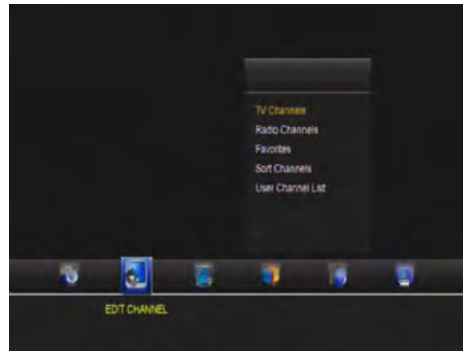 TV Channels
Radio Channels
Favorites
Sort Channels
User Channel List
EDIT CHANNEL